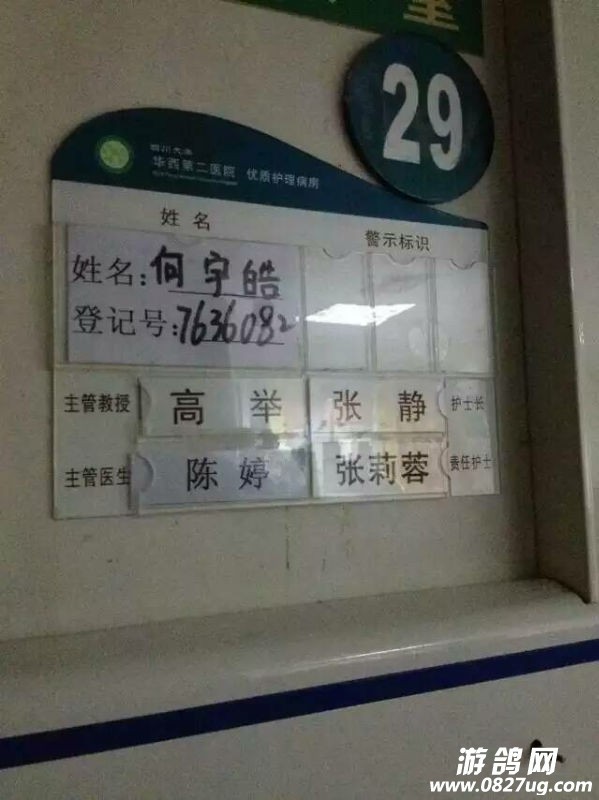 室
29
四川大学
华西第二医院 优质护理病房
姓 名 警示标识
姓名:何宇皓
登记号:7636082
主管教授 高 举 张 静 护士长
主管医生 陈 婷 张莉蓉 责任护士
游鸽网
www.0827ug.com